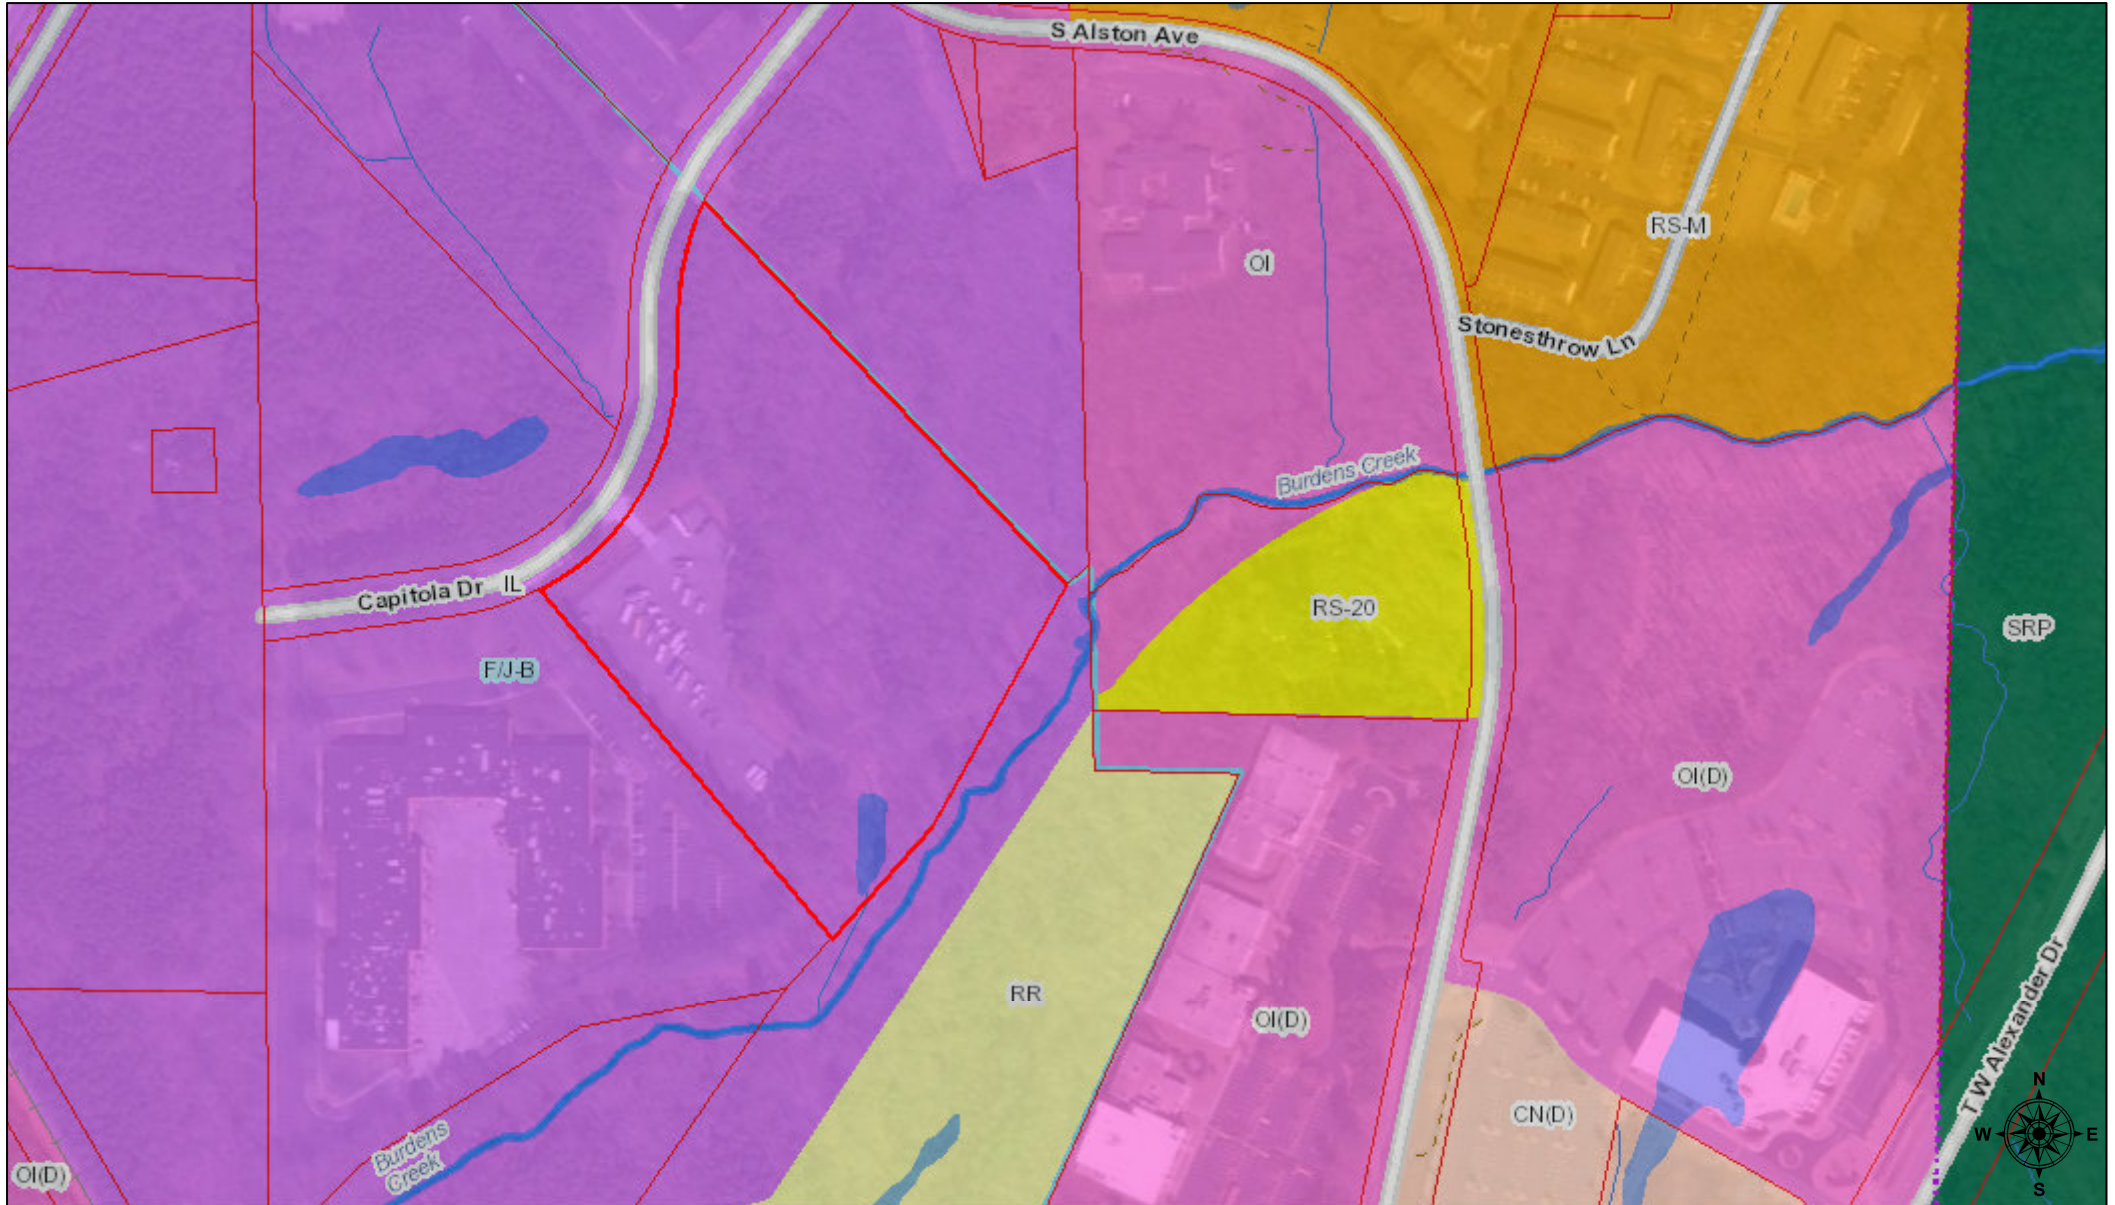 S Alston Ave
RS-M
OI
Stonesthrow Ln
Burdens Creek
Capitola Dr
IL
RS-20
SRP
F/J-B
OI(D)
RR
OI(D)
T W Alexander Dr
CN(D)
Burdens
Creek
OI(D)
N
W
E
S